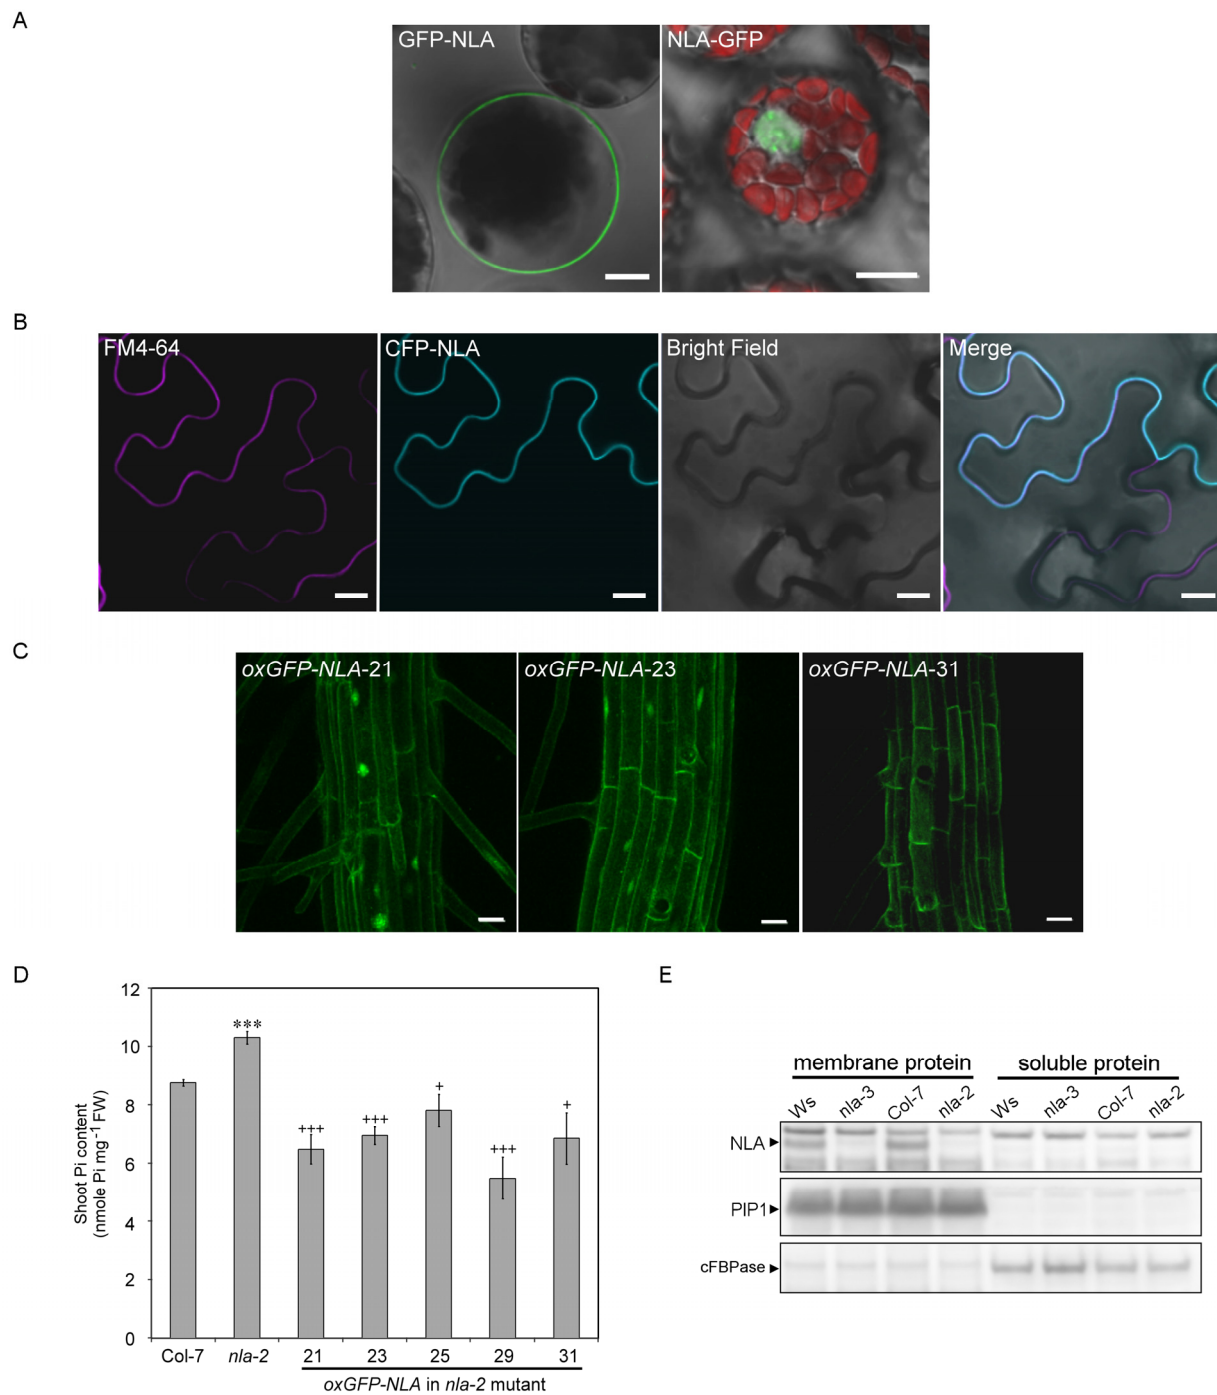 A
GFP-NLA
NLA-GFP
B
FM4-64
CFP-NLA
Bright Field
Merge
C
oxGFP-NLA-21
oxGFP-NLA-23
oxGFP-NLA-31
D
Shoot Pi content
(nmole Pi mg⁻¹ FW)
12
10
8
6
4
2
0
***
+++
+++
+
+++
+
Col-7
nla-2
21
23
25
29
31
oxGFP-NLA in nla-2 mutant
E
membrane protein
soluble protein
Ws
nla-3
Col-7
nla-2
Ws
nla-3
Col-7
nla-2
NLA
PIP1
cFBPase